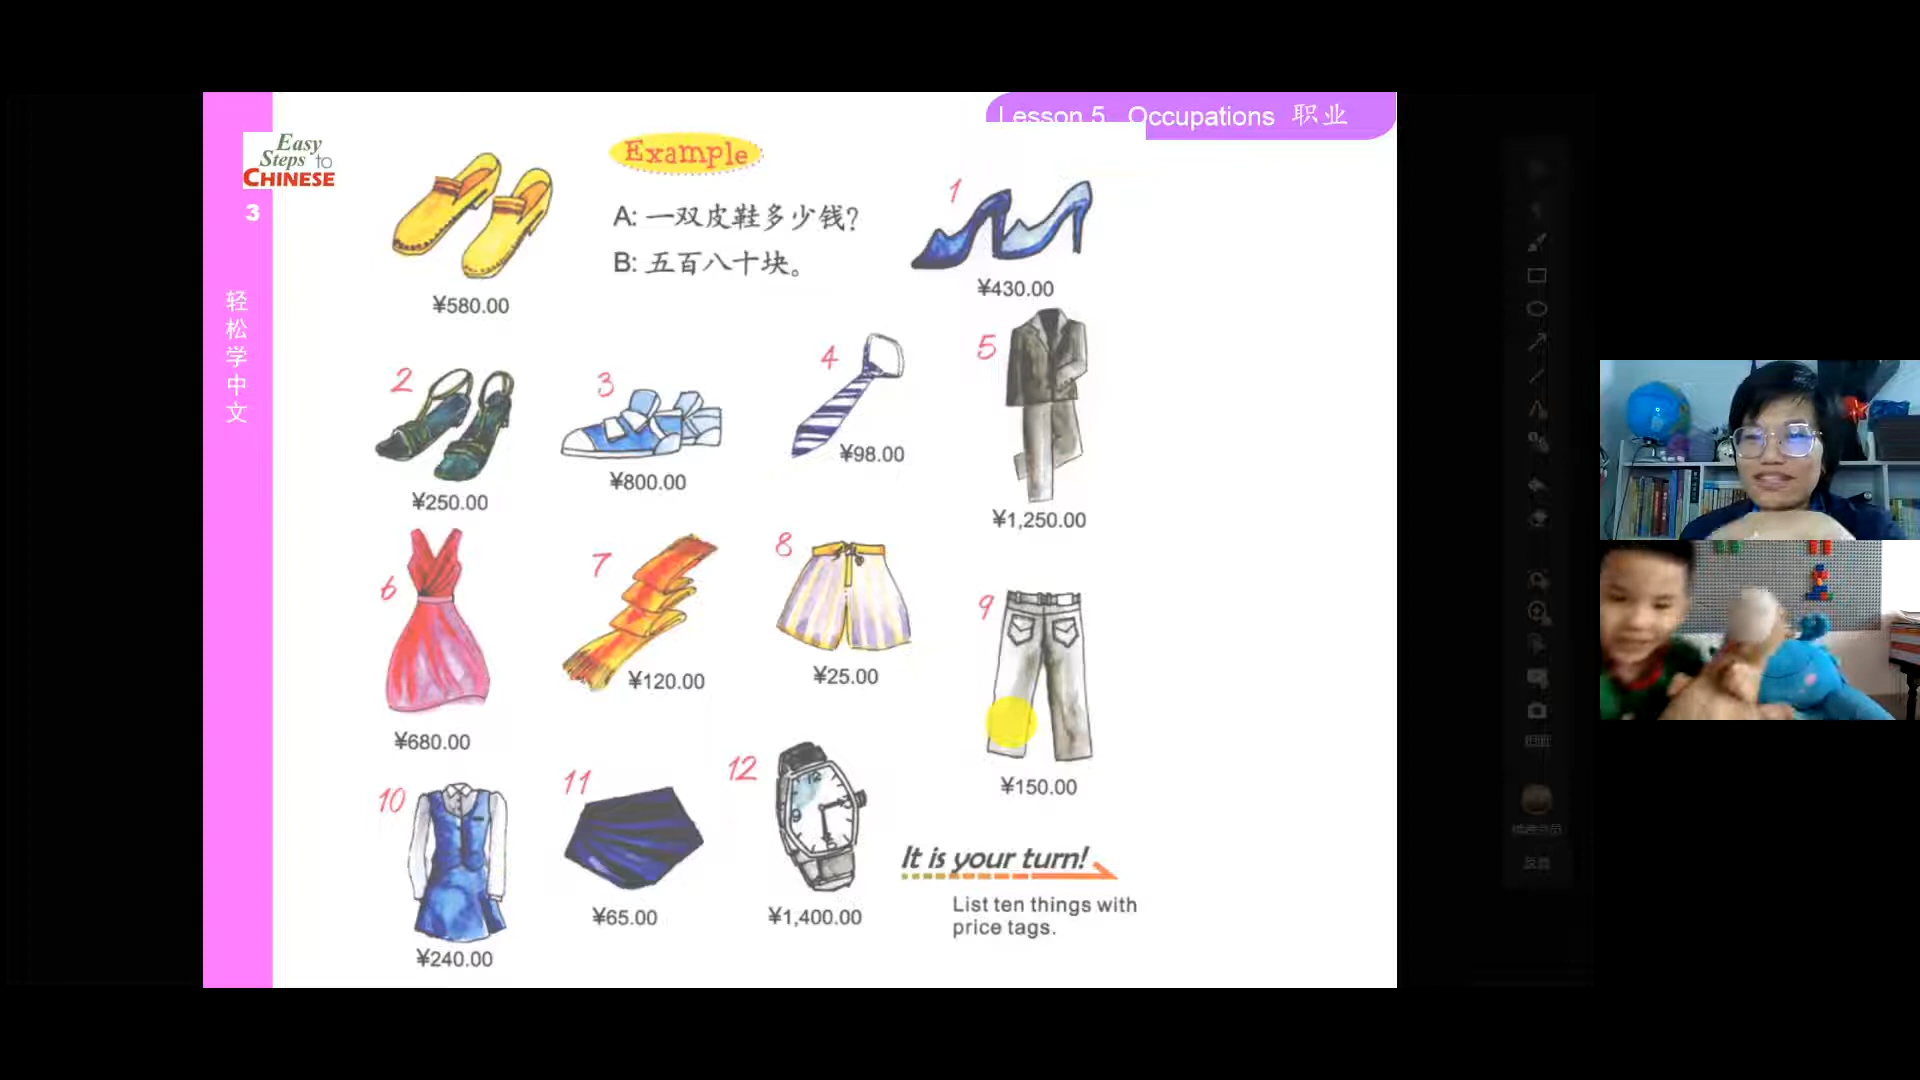 Lesson 5 Occupations 职业
Easy
Steps to
CHINESE
3
轻松学中文
Example
A: 一双皮鞋多少钱?
B: 五百八十块。
¥580.00
1
¥430.00
2
¥250.00
3
¥800.00
4
¥98.00
5
¥1,250.00
6
¥680.00
7
¥120.00
8
¥25.00
9
¥150.00
10
¥240.00
11
¥65.00
12
¥1,400.00
It is your turn!
List ten things with
price tags.